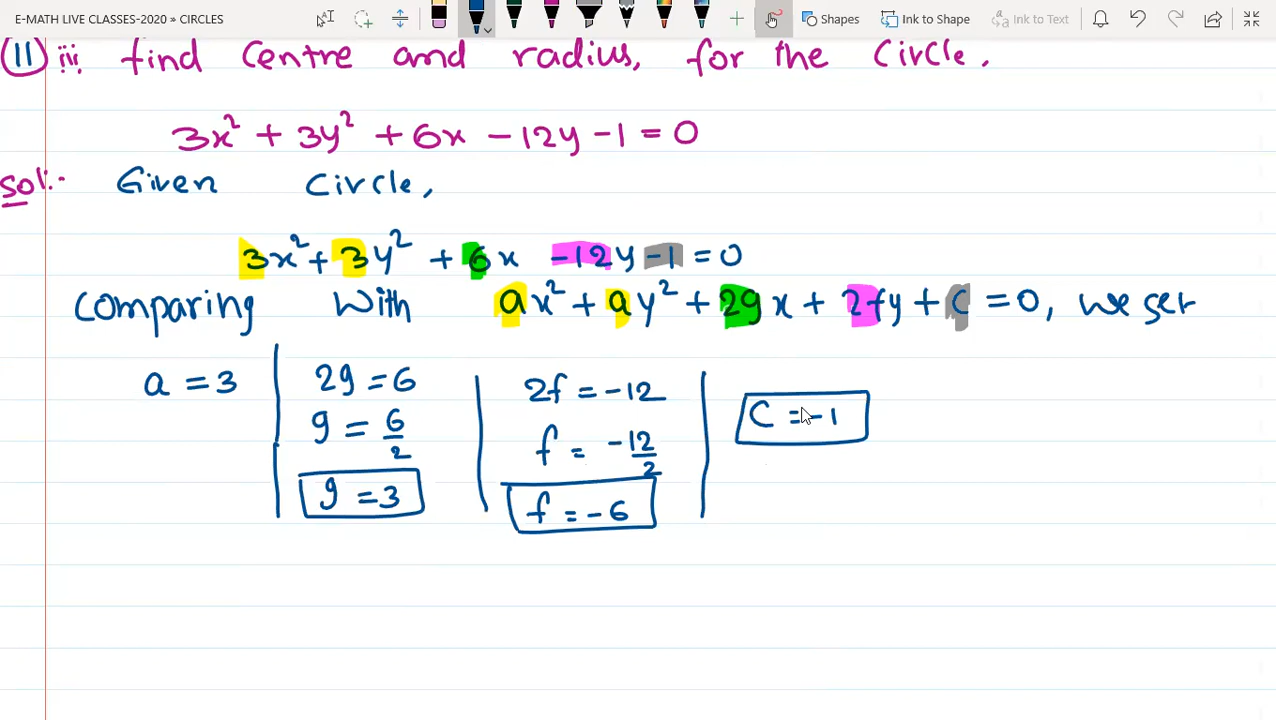 E-MATH LIVE CLASSES-2020 » CIRCLES
Shapes
Ink to Shape
Ink to Text
(11) iii find Centre and radius, for the Circle.
3x² + 3y² + 6x - 12y - 1 = 0
Sol:- Given Circle,
3x² + 3y² + 6x -12y -1 = 0
Comparing With ax² + ay² + 2gx + 2fy + C = 0, we get
a = 3
2g = 6
g = 6/2
g = 3
2f = -12
f = -12/2
f = -6
C = -1